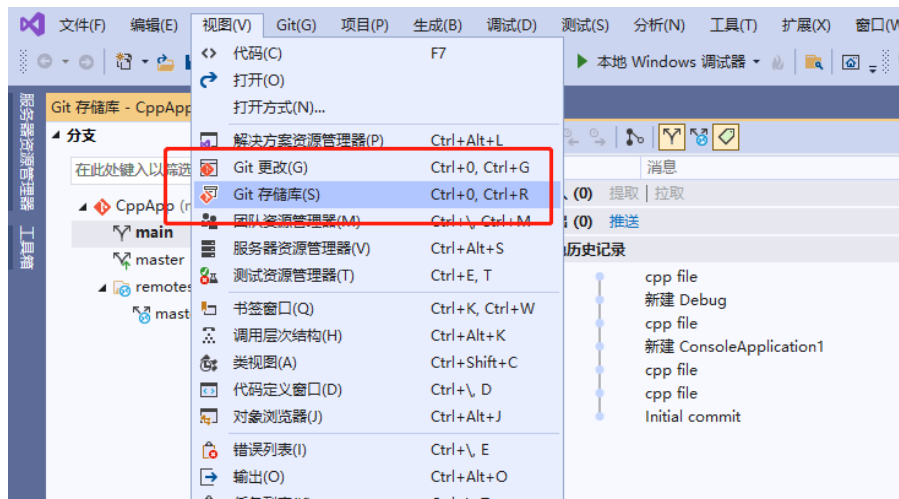 文件(F) 编辑(E) 视图(V) Git(G) 项目(P) 生成(B) 调试(D) 测试(S) 分析(N) 工具(T) 扩展(X) 窗口(W
本地 Windows 调试器
服务器资源管理器
工具箱
Git 存储库 - CppApp
分支
在此处键入以筛选
CppApp (
main
master
remotes
mast
代码(C) F7
打开(O)
打开方式(N)...
解决方案资源管理器(P) Ctrl+Alt+L
Git 更改(G) Ctrl+0, Ctrl+G
Git 存储库(S) Ctrl+0, Ctrl+R
团队资源管理器(M) Ctrl+\, Ctrl+M
服务器资源管理器(V) Ctrl+Alt+S
测试资源管理器(T) Ctrl+E, T
书签窗口(Q) Ctrl+K, Ctrl+W
调用层次结构(H) Ctrl+Alt+K
类视图(A) Ctrl+Shift+C
代码定义窗口(D) Ctrl+\, D
对象浏览器(J) Ctrl+Alt+J
错误列表(I) Ctrl+\, E
输出(O) Ctrl+Alt+O
消息
(0) 提取 | 拉取
(0) 推送
历史记录
cpp file
新建 Debug
cpp file
新建 ConsoleApplication1
cpp file
cpp file
Initial commit